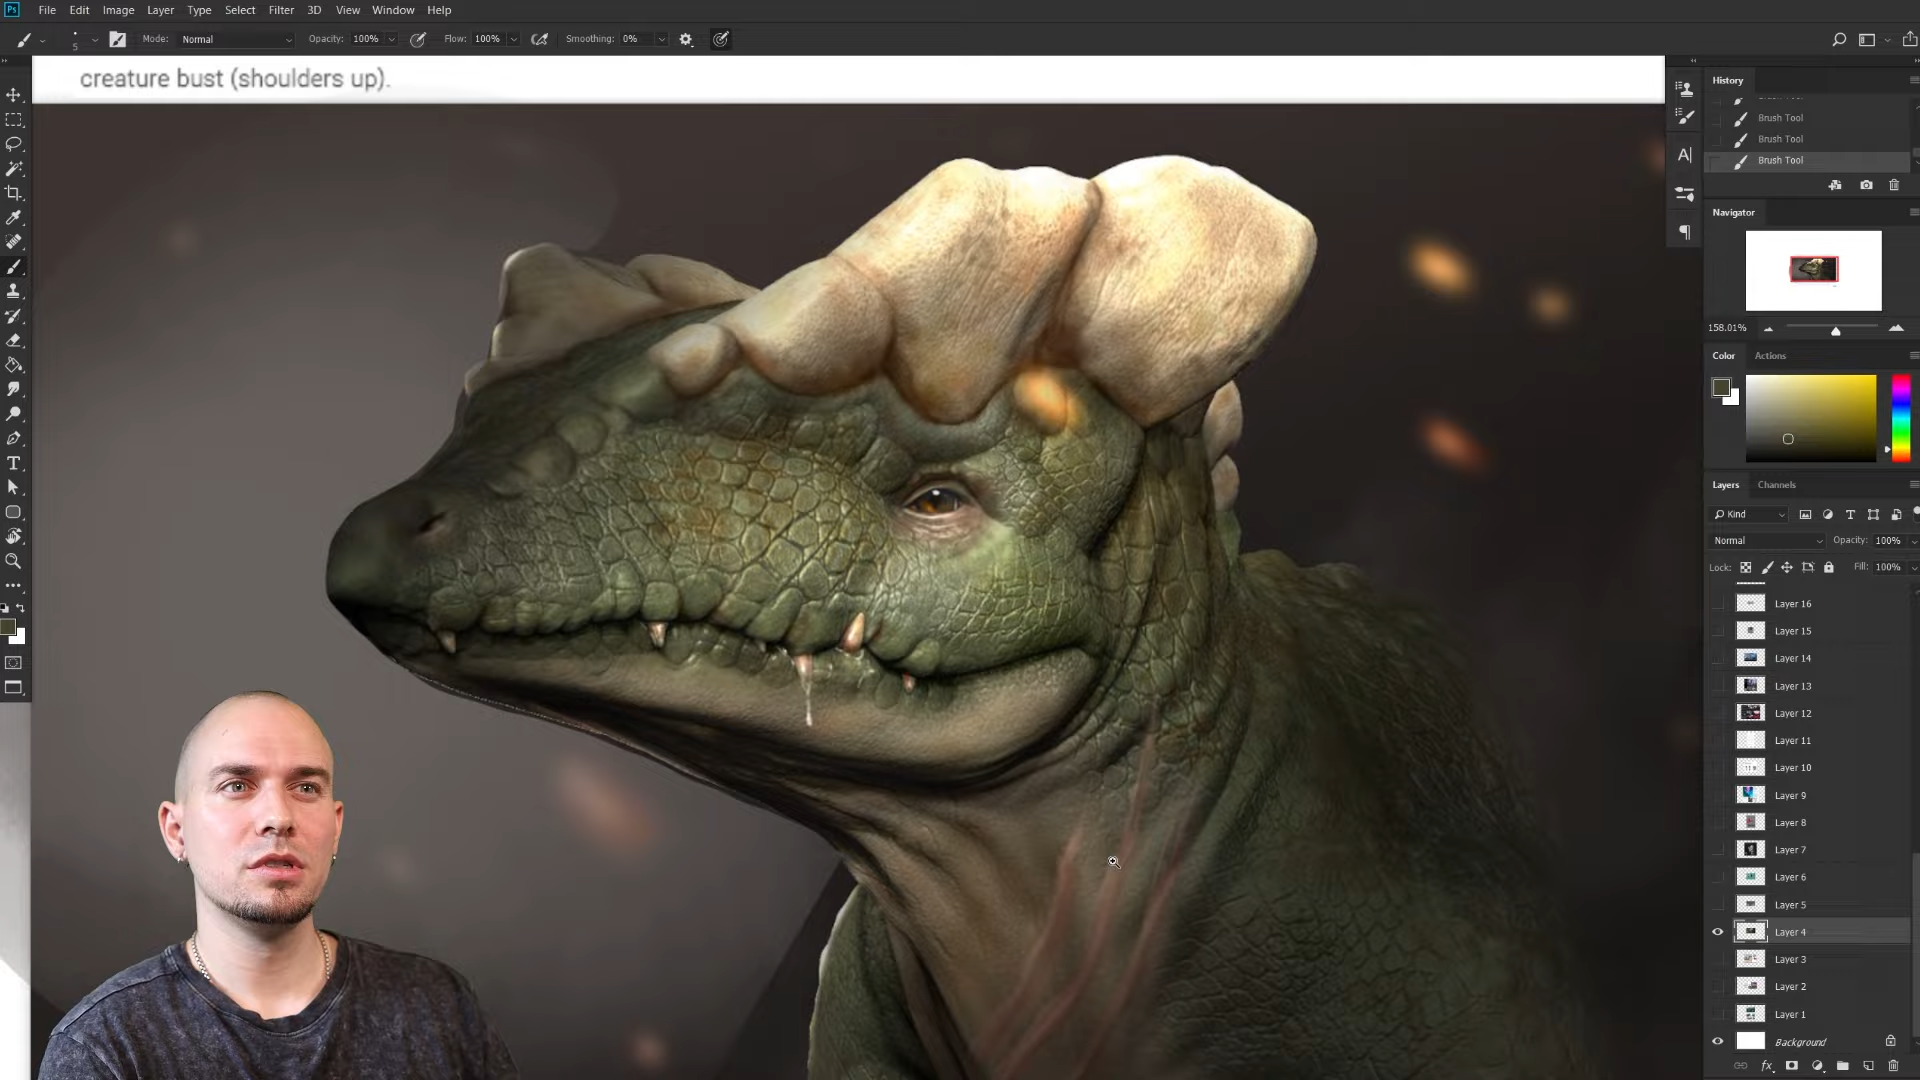 Ps File Edit Image Layer Type Select Filter 3D View Window Help
5 Mode: Normal Opacity: 100% Flow: 100% Smoothing: 0%
creature bust (shoulders up).
History
Brush Tool
Brush Tool
Brush Tool
Navigator
158.01%
Color Actions
Layers Channels
Kind
Normal Opacity: 100%
Lock: Fill: 100%
Layer 16
Layer 15
Layer 14
Layer 13
Layer 12
Layer 11
Layer 10
Layer 9
Layer 8
Layer 7
Layer 6
Layer 5
Layer 4
Layer 3
Layer 2
Layer 1
Background
fx